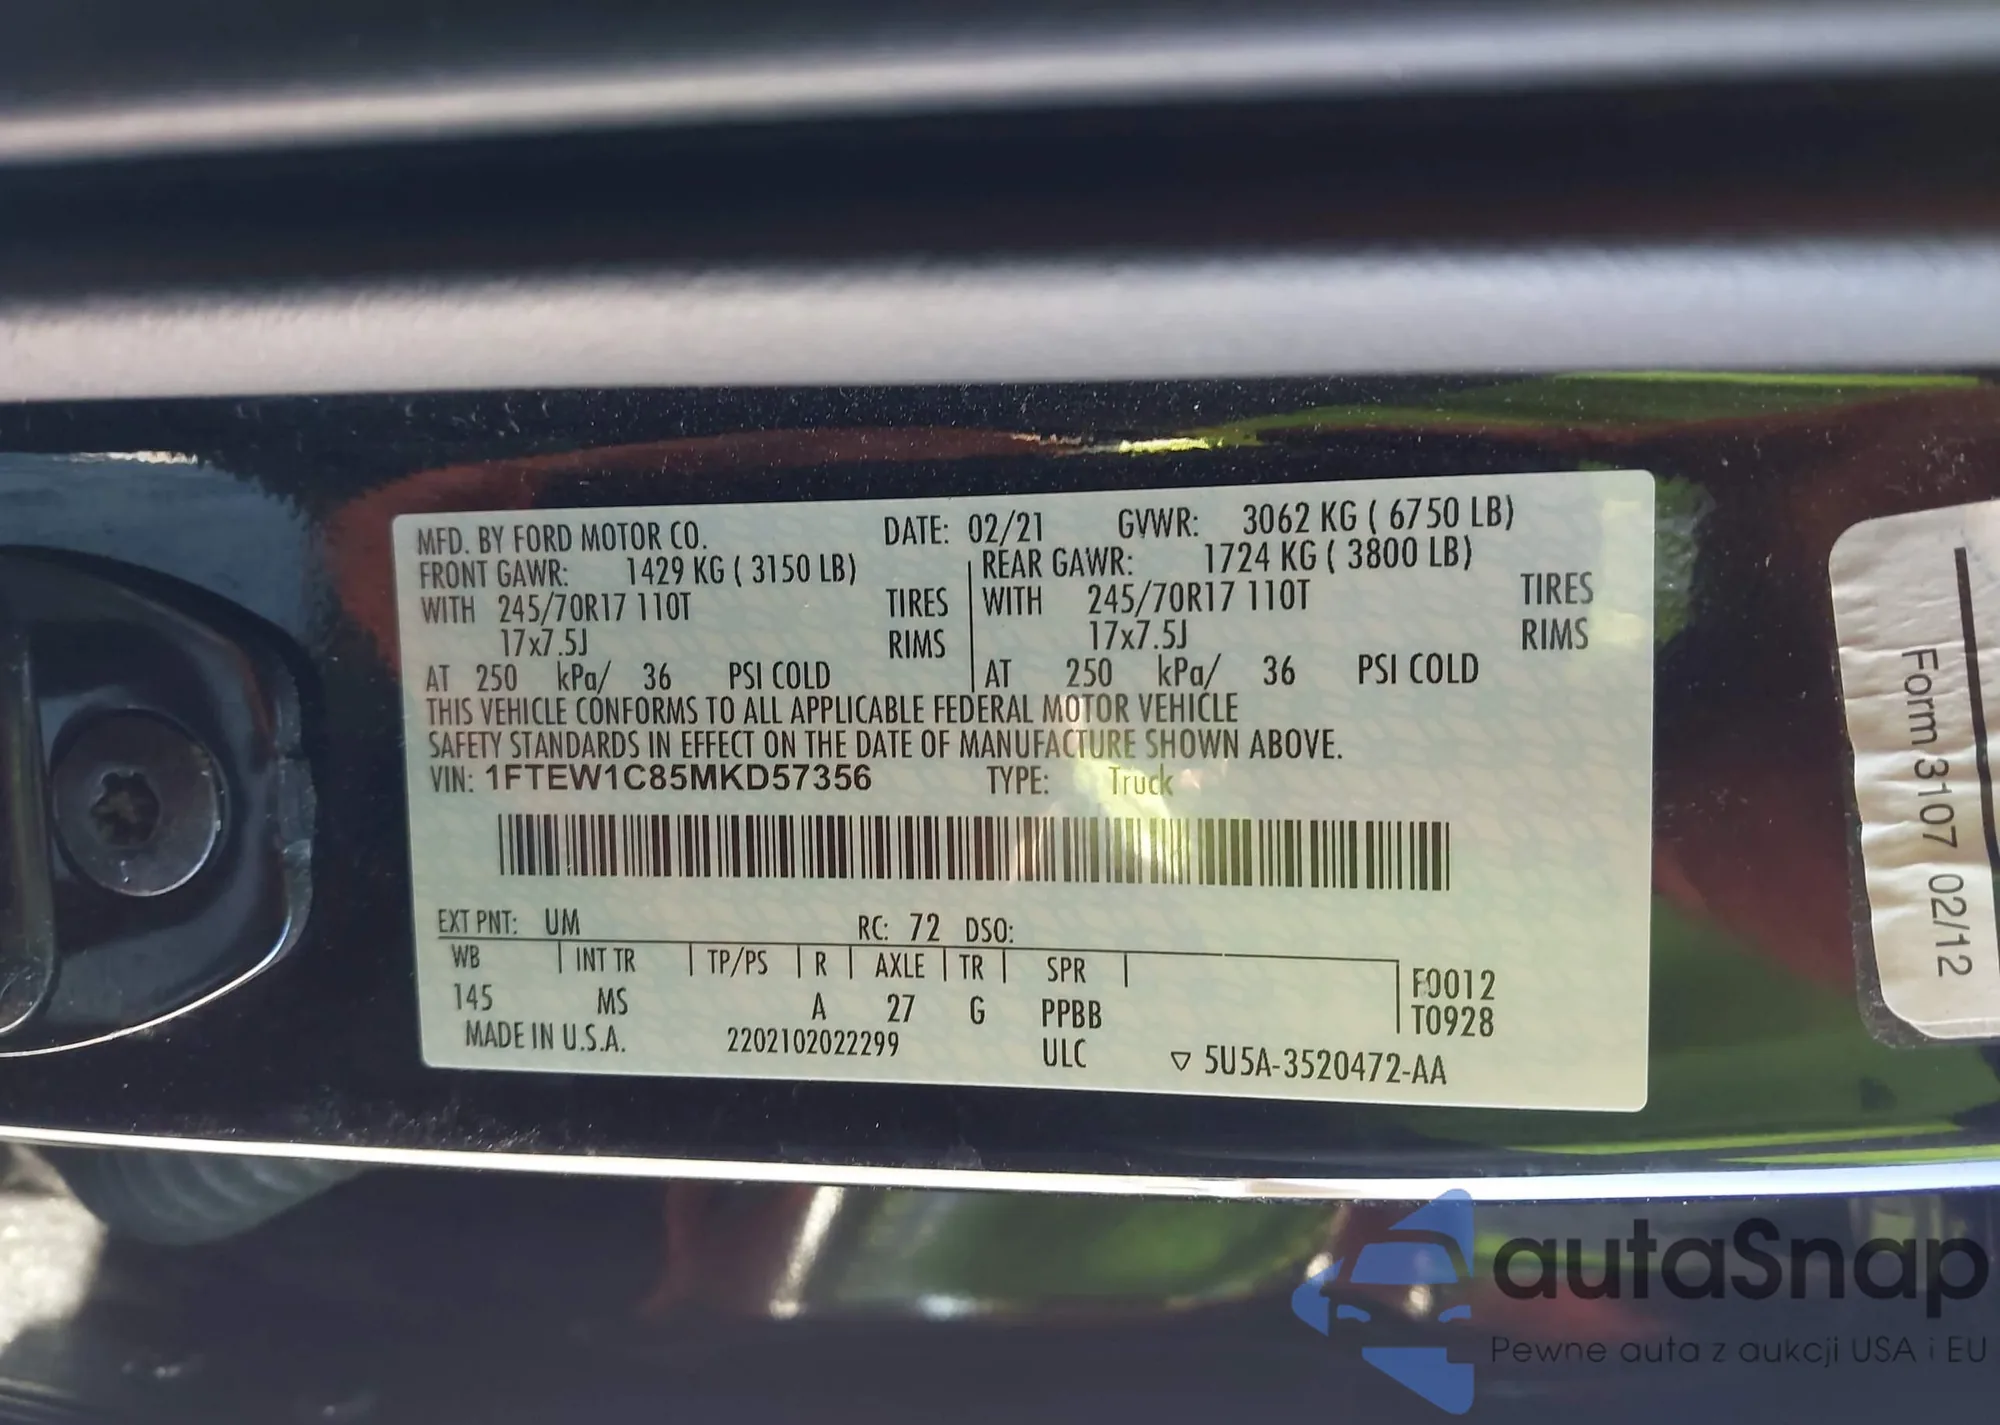 MFD. BY FORD MOTOR CO. DATE: 02/21 GVWR: 3062 KG ( 6750 LB)
FRONT GAWR: 1429 KG ( 3150 LB) REAR GAWR: 1724 KG ( 3800 LB)
WITH 245/70R17 110T TIRES WITH 245/70R17 110T TIRES
17x7.5J RIMS 17x7.5J RIMS
AT 250 kPa/ 36 PSI COLD AT 250 kPa/ 36 PSI COLD
THIS VEHICLE CONFORMS TO ALL APPLICABLE FEDERAL MOTOR VEHICLE
SAFETY STANDARDS IN EFFECT ON THE DATE OF MANUFACTURE SHOWN ABOVE.
VIN: 1FTEW1C85MKD57356 TYPE: Truck
EXT PNT: UM RC: 72 DSO:
WB INT TR TP/PS R AXLE TR SPR F0012
145 MS A 27 G PPBB T0928
MADE IN U.S.A. 2202102022299 ULC ▽ 5U5A-3520472-AA
Form 3107 02/12
autaSnap
Pewne auta z aukcji USA i EU